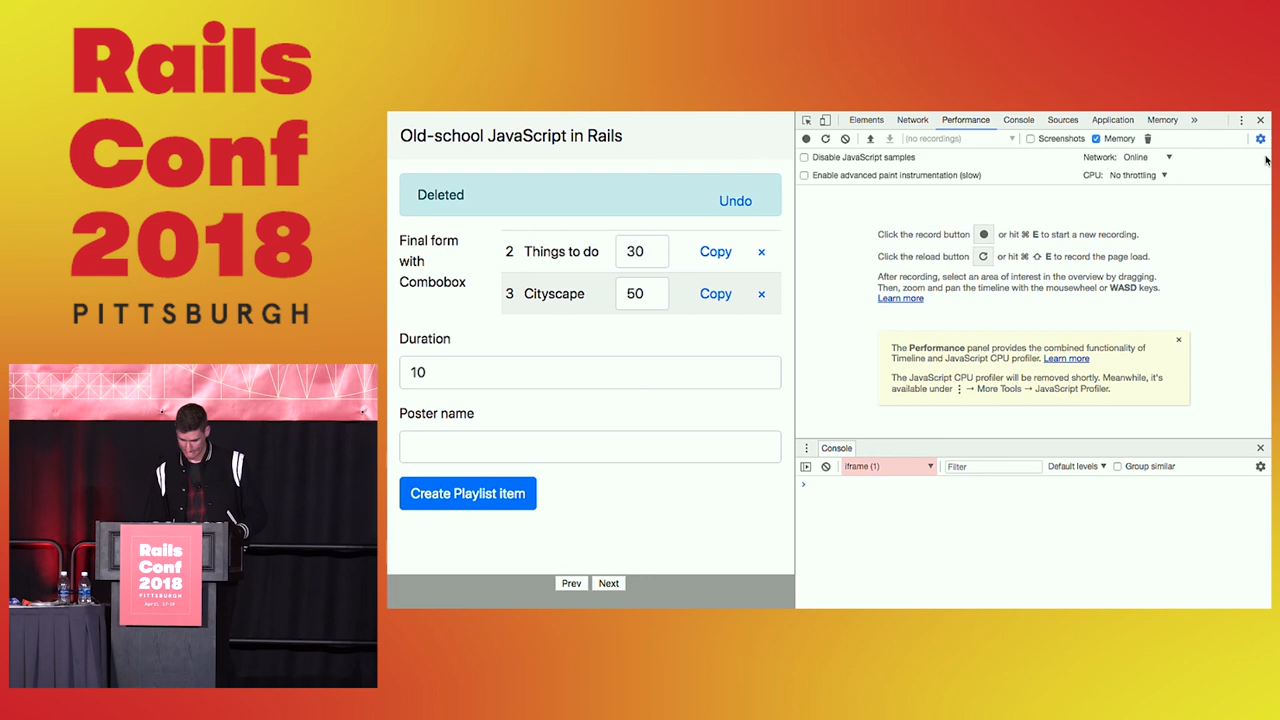 Rails
Conf
2018
PITTSBURGH
Rails
Conf
2018
PITTSBURGH
April 17-19
Old-school JavaScript in Rails
Deleted
Undo
Final form with Combobox
2 Things to do 30 Copy ×
3 Cityscape 50 Copy ×
Duration
10
Poster name
Create Playlist item
Prev Next
Elements Network Performance Console Sources Application Memory »
(no recordings) Screenshots Memory
Disable JavaScript samples Network: Online
Enable advanced paint instrumentation (slow) CPU: No throttling
Click the record button or hit ⌘ E to start a new recording.
Click the reload button or hit ⌘ ⇧ E to record the page load.
After recording, select an area of interest in the overview by dragging.
Then, zoom and pan the timeline with the mousewheel or WASD keys.
Learn more
The Performance panel provides the combined functionality of
Timeline and JavaScript CPU profiler. Learn more
The JavaScript CPU profiler will be removed shortly. Meanwhile, it's
available under ⋮ → More Tools → JavaScript Profiler.
Console
iframe (1) Filter Default levels ▼ Group similar